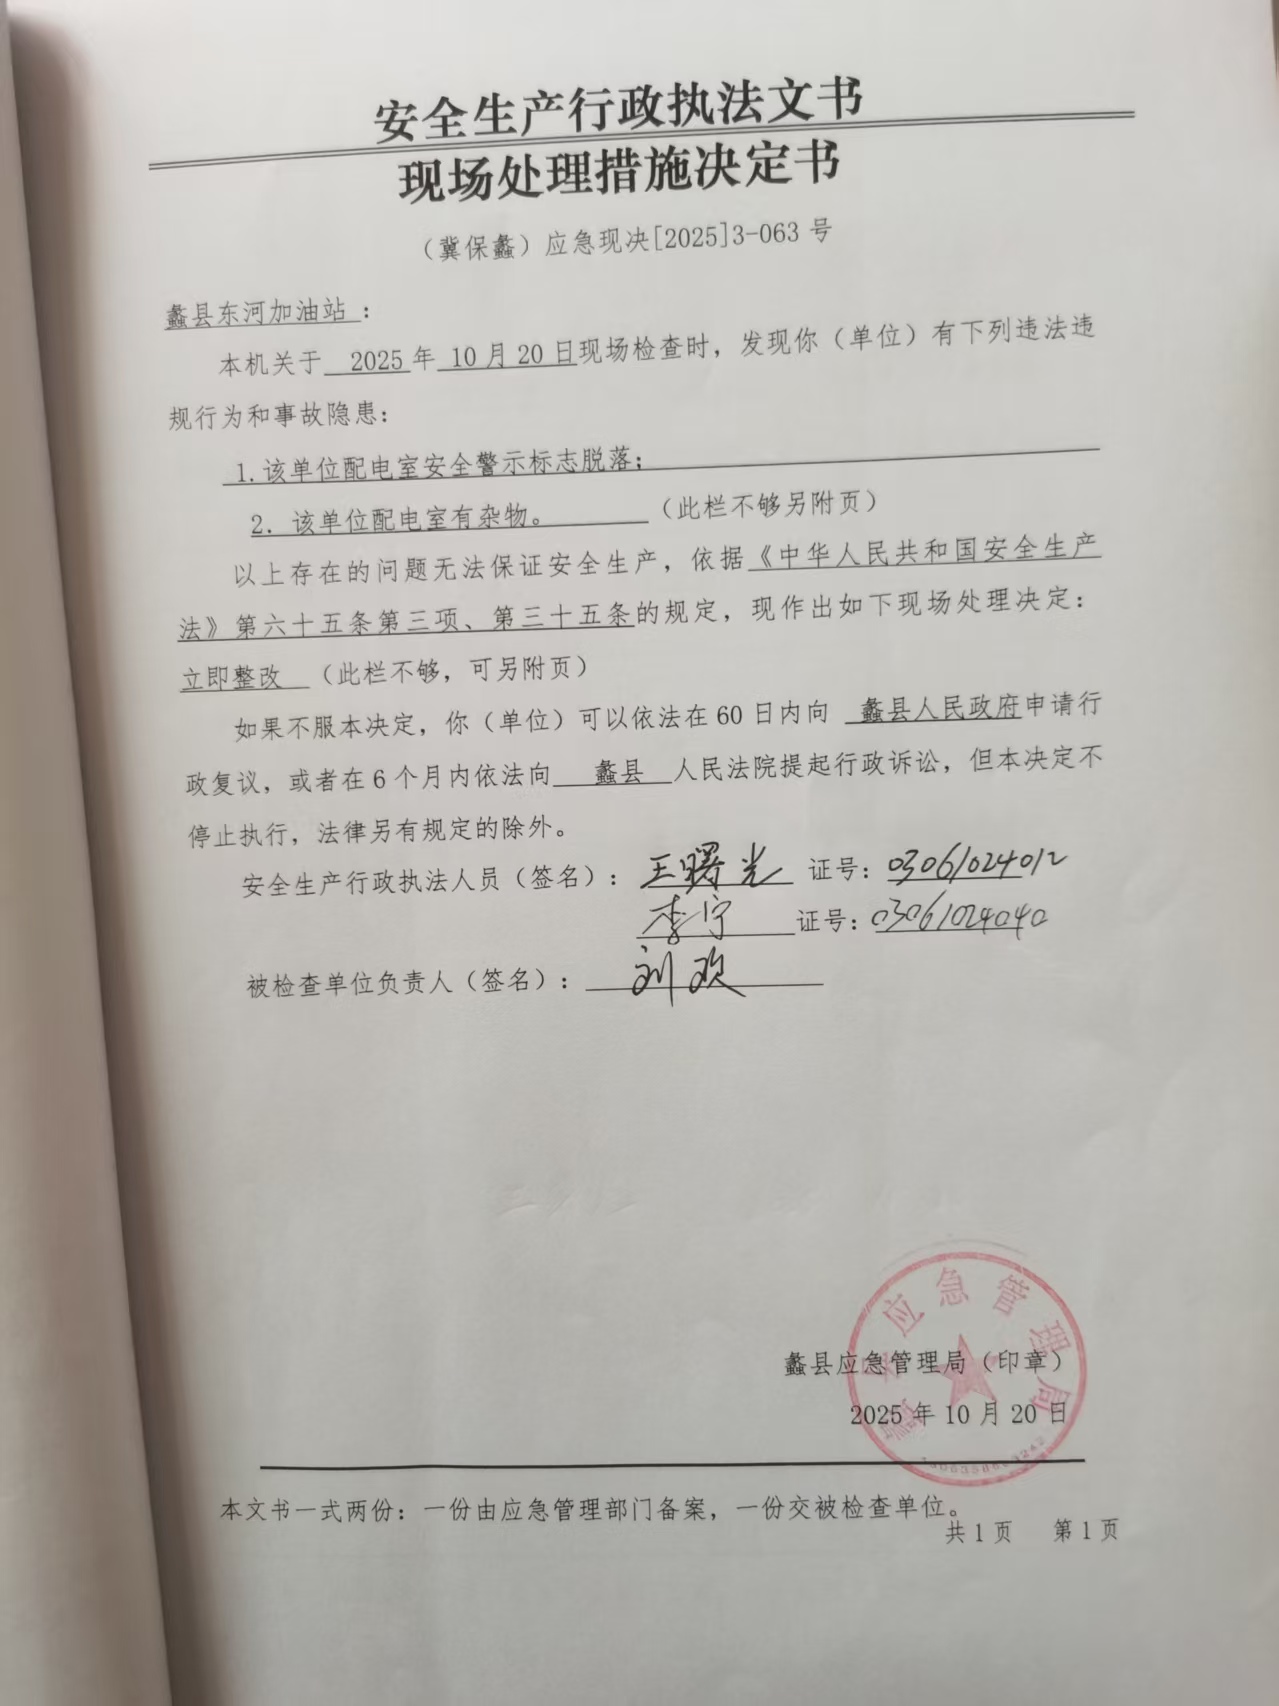 安全生产行政执法文书
现场处理措施决定书
（冀保蠡）应急现决[2025]3-063 号
蠡县东河加油站 ：
本机关于 2025 年 10 月 20 日现场检查时，发现你（单位）有下列违法违
规行为和事故隐患：
1.该单位配电室安全警示标志脱落；
2. 该单位配电室有杂物。 （此栏不够另附页）
以上存在的问题无法保证安全生产，依据《中华人民共和国安全生产
法》第六十五条第三项、第三十五条的规定，现作出如下现场处理决定：
立即整改 （此栏不够，可另附页）
如果不服本决定，你（单位）可以依法在 60 日内向 蠡县人民政府申请行
政复议，或者在 6 个月内依法向 蠡县 人民法院提起行政诉讼，但本决定不
停止执行，法律另有规定的除外。
安全生产行政执法人员（签名）： 王曙光 证号：03061024012
李宁 证号：03061024040
被检查单位负责人（签名）： 刘欢
蠡县应急管理局
蠡县应急管理局（印章）
2025 年 10 月 20 日
本文书一式两份：一份由应急管理部门备案，一份交被检查单位。
共 1 页 第 1 页